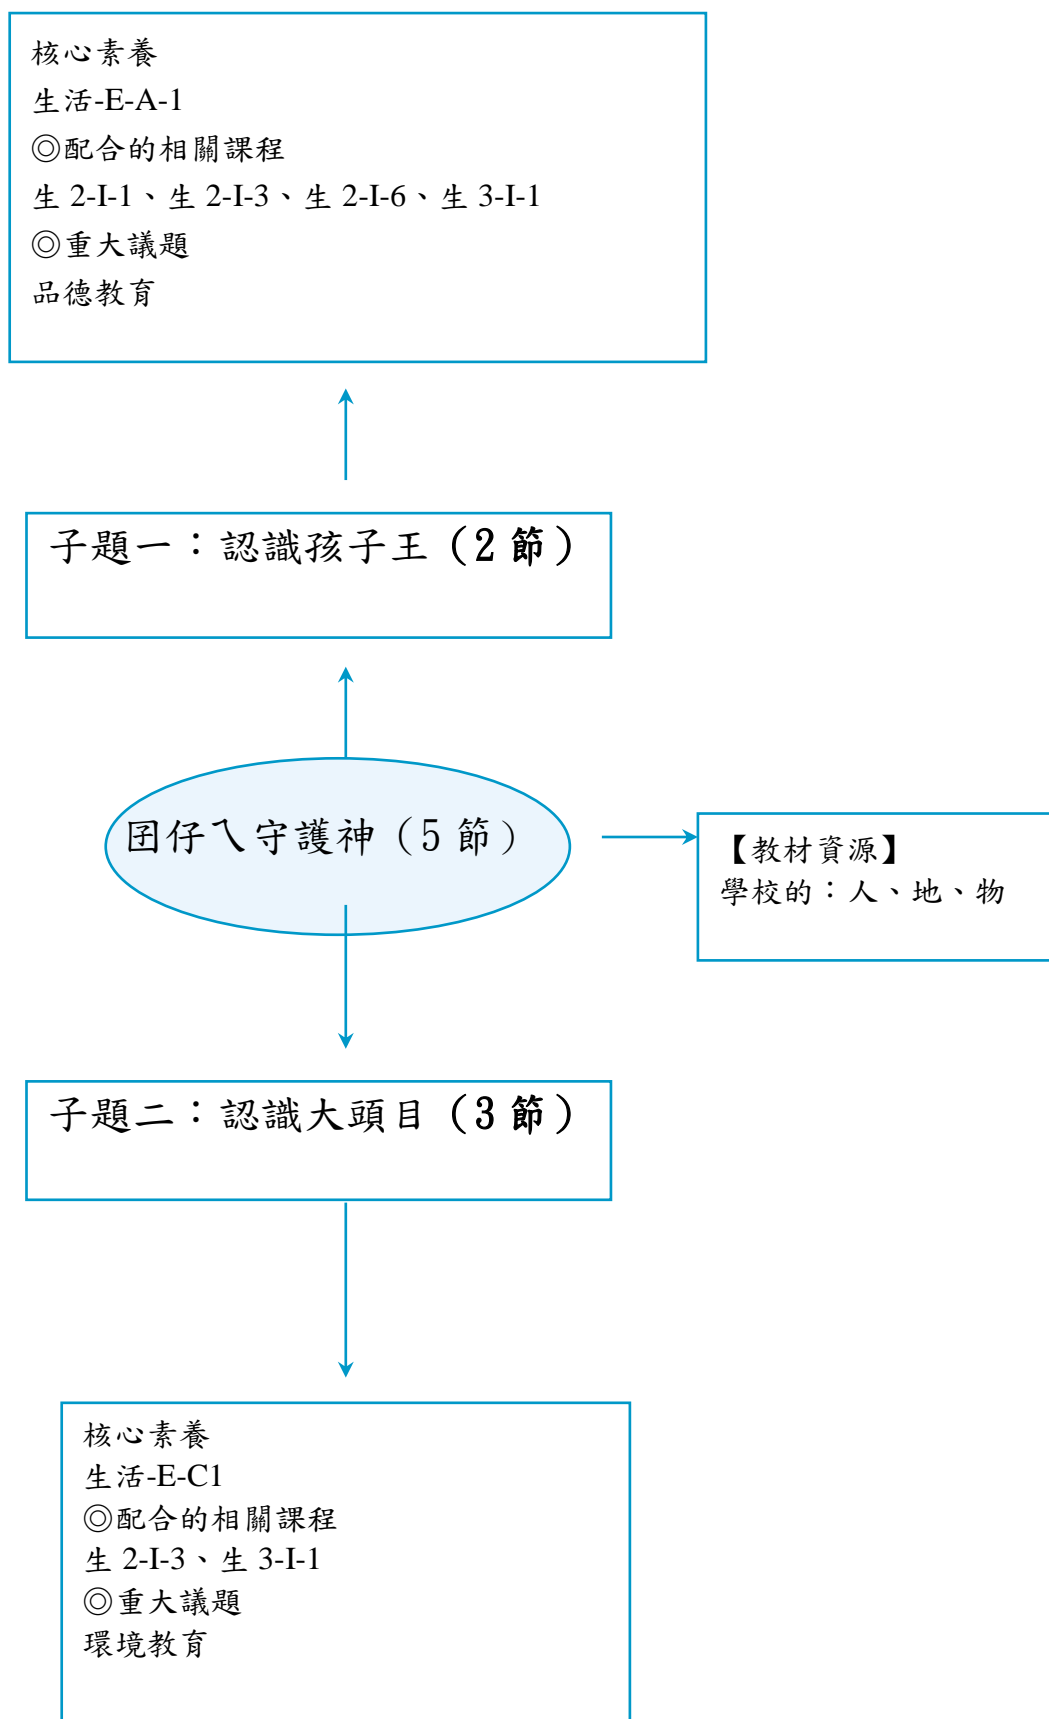 核心素養
生活-E-A-1
◎配合的相關課程
生 2-I-1、生 2-I-3、生 2-I-6、生 3-I-1
◎重大議題
品德教育
子題一：認識孩子王（2 節）
囝仔ㄟ守護神（5 節）
【教材資源】
學校的：人、地、物
子題二：認識大頭目（3 節）
核心素養
生活-E-C1
◎配合的相關課程
生 2-I-3、生 3-I-1
◎重大議題
環境教育